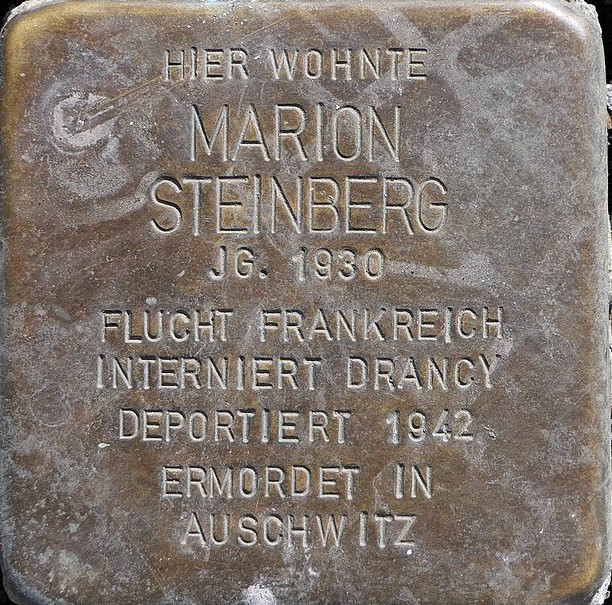 HIER WOHNTE
MARION
STEINBERG
JG. 1930
FLUCHT FRANKREICH
INTERNIERT DRANCY
DEPORTIERT 1942
ERMORDET IN
AUSCHWITZ